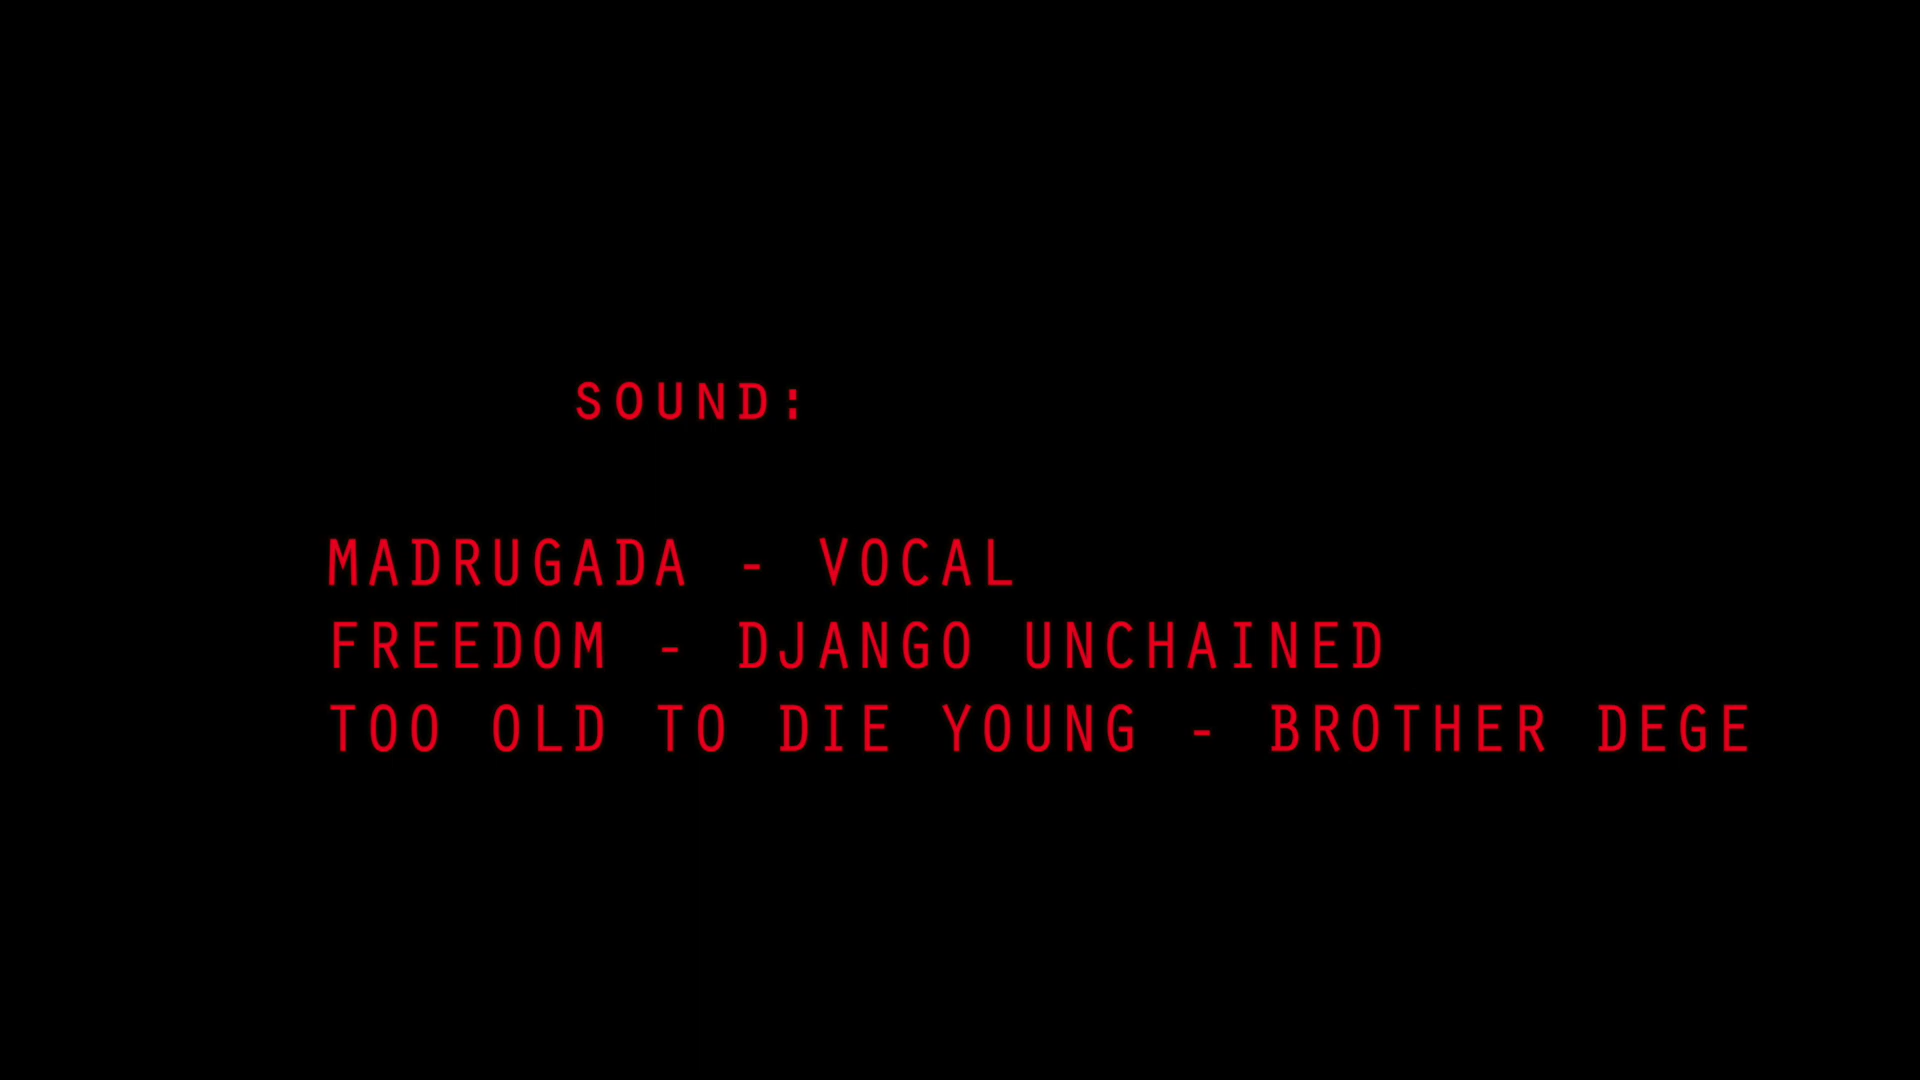 SOUND:
MADRUGADA - VOCAL
FREEDOM - DJANGO UNCHAINED
TOO OLD TO DIE YOUNG - BROTHER DEGE